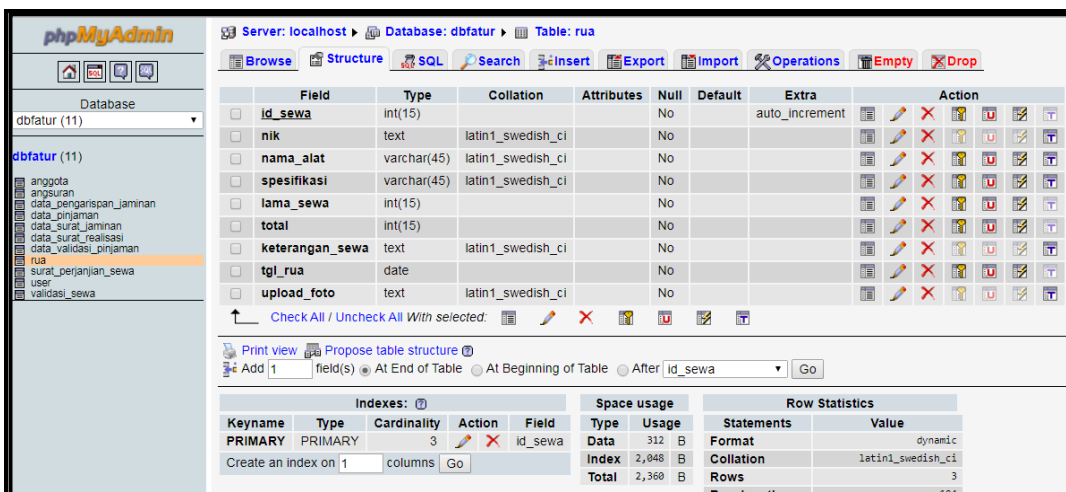 phpMyAdmin
Server: localhost Database: dbfatur Table: rua
Browse Structure SQL Search Insert Export Import Operations Empty Drop
Database
dbfatur (11)
dbfatur (11)
anggota
angsuran
data_pengarispan_jaminan
data_pinjaman
data_surat_jaminan
data_surat_realisasi
data_validasi_pinjaman
rua
surat_perjanjian_sewa
user
validasi_sewa
Field Type Collation Attributes Null Default Extra Action
id_sewa int(15) No auto_increment
nik text latin1_swedish_ci No
nama_alat varchar(45) latin1_swedish_ci No
spesifikasi varchar(45) latin1_swedish_ci No
lama_sewa int(15) No
total int(15) No
keterangan_sewa text latin1_swedish_ci No
tgl_rua date No
upload_foto text latin1_swedish_ci No
Check All / Uncheck All With selected:
Print view Propose table structure
Add 1 field(s) At End of Table At Beginning of Table After id_sewa Go
Indexes:
Keyname Type Cardinality Action Field
PRIMARY PRIMARY 3 id_sewa
Create an index on 1 columns Go
Space usage
Type Usage
Data 312 B
Index 2,048 B
Total 2,360 B
Row Statistics
Statements Value
Format dynamic
Collation latin1_swedish_ci
Rows 3